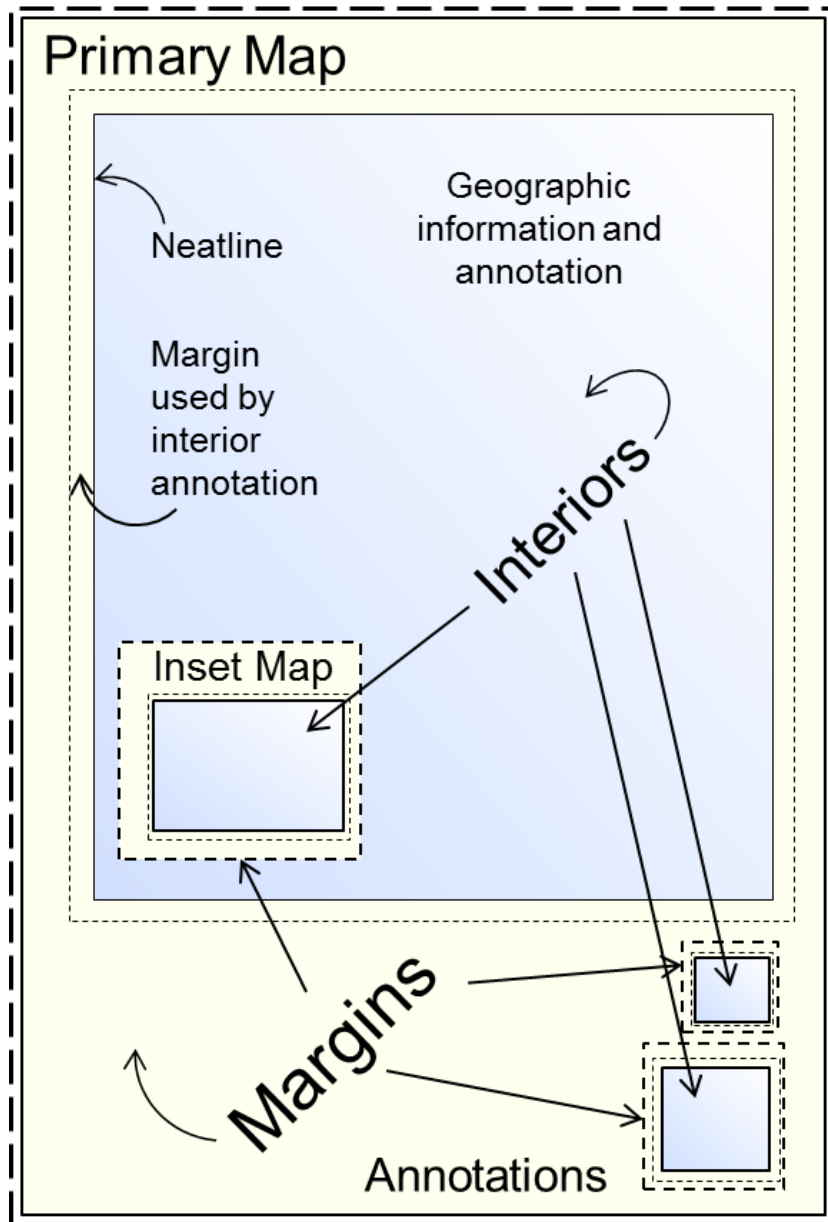 Primary Map
Geographic
information and
annotation
Neatline
Margin
used by
interior
annotation
Interiors
Inset Map
Margins
Annotations